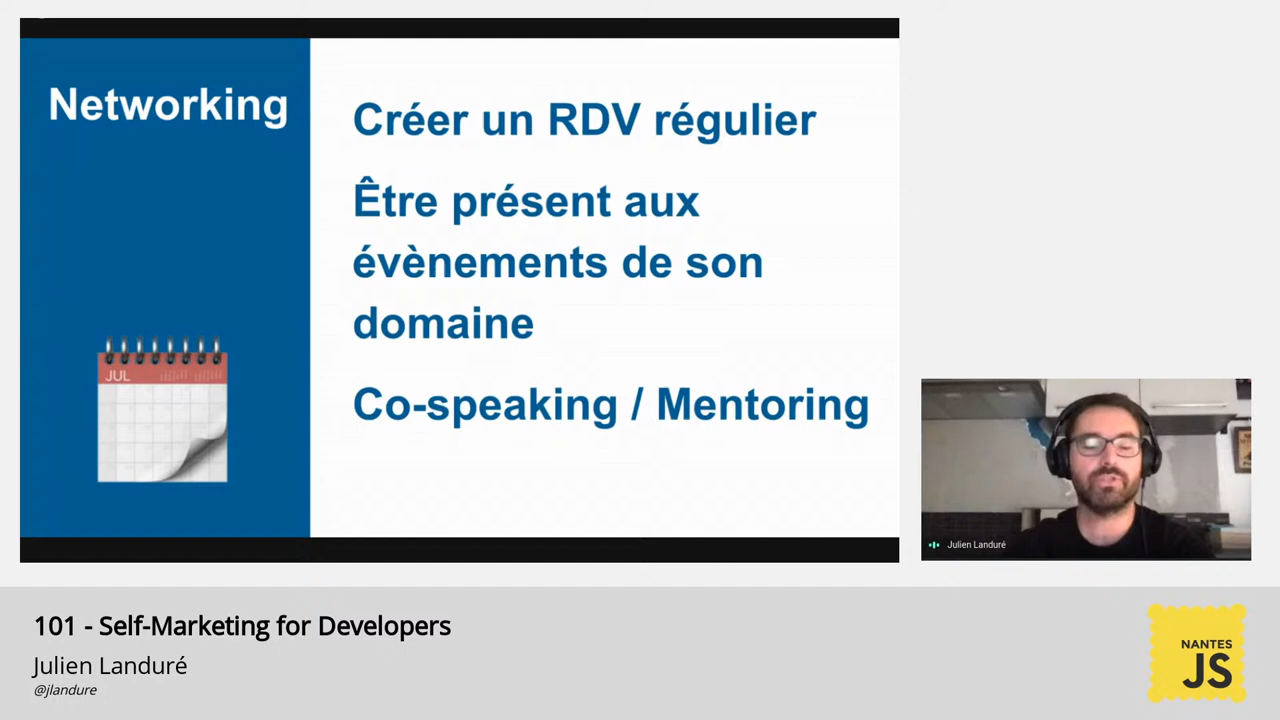 Networking
Créer un RDV régulier
Être présent aux
évènements de son
domaine
Co-speaking / Mentoring
JUL
Julien Landuré
101 - Self-Marketing for Developers
Julien Landuré
@jlandure
NANTES
JS